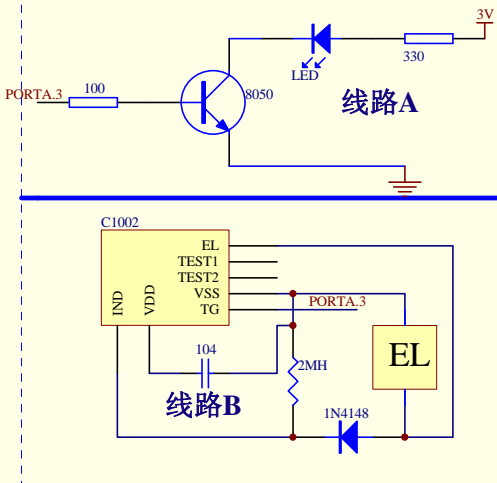 3V
330
LED
100
PORTA.3
8050
线路A
C1002
EL
TEST1
TEST2
VSS
TG
IND
VDD
PORTA.3
104
2MH
EL
线路B
1N4148